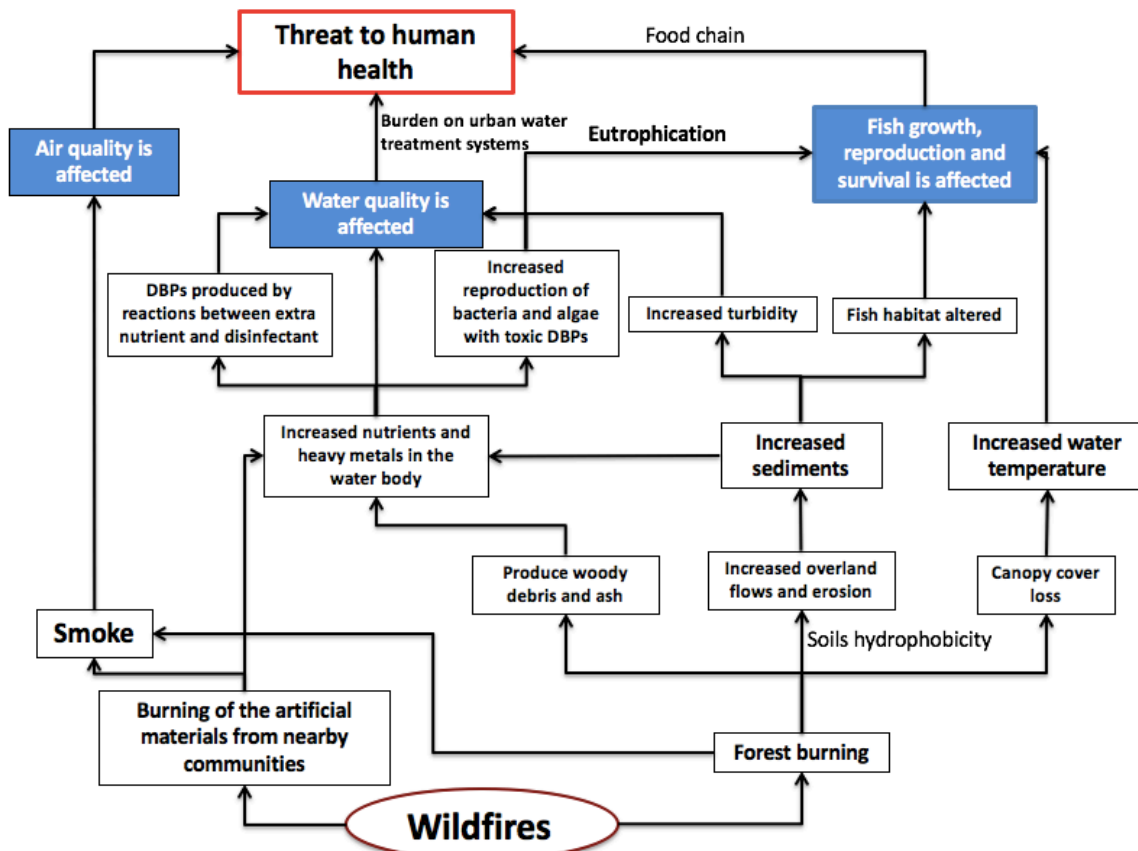 Threat to human
health
Food chain
Burden on urban water
treatment systems
Eutrophication
Air quality is
affected
Fish growth,
reproduction and
survival is affected
Water quality is
affected
DBPs produced by
reactions between extra
nutrient and disinfectant
Increased
reproduction of
bacteria and algae
with toxic DBPs
Increased turbidity
Fish habitat altered
Increased nutrients and
heavy metals in the
water body
Increased
sediments
Increased water
temperature
Produce woody
debris and ash
Increased overland
flows and erosion
Canopy cover
loss
Smoke
Soils hydrophobicity
Burning of the artificial
materials from nearby
communities
Forest burning
Wildfires